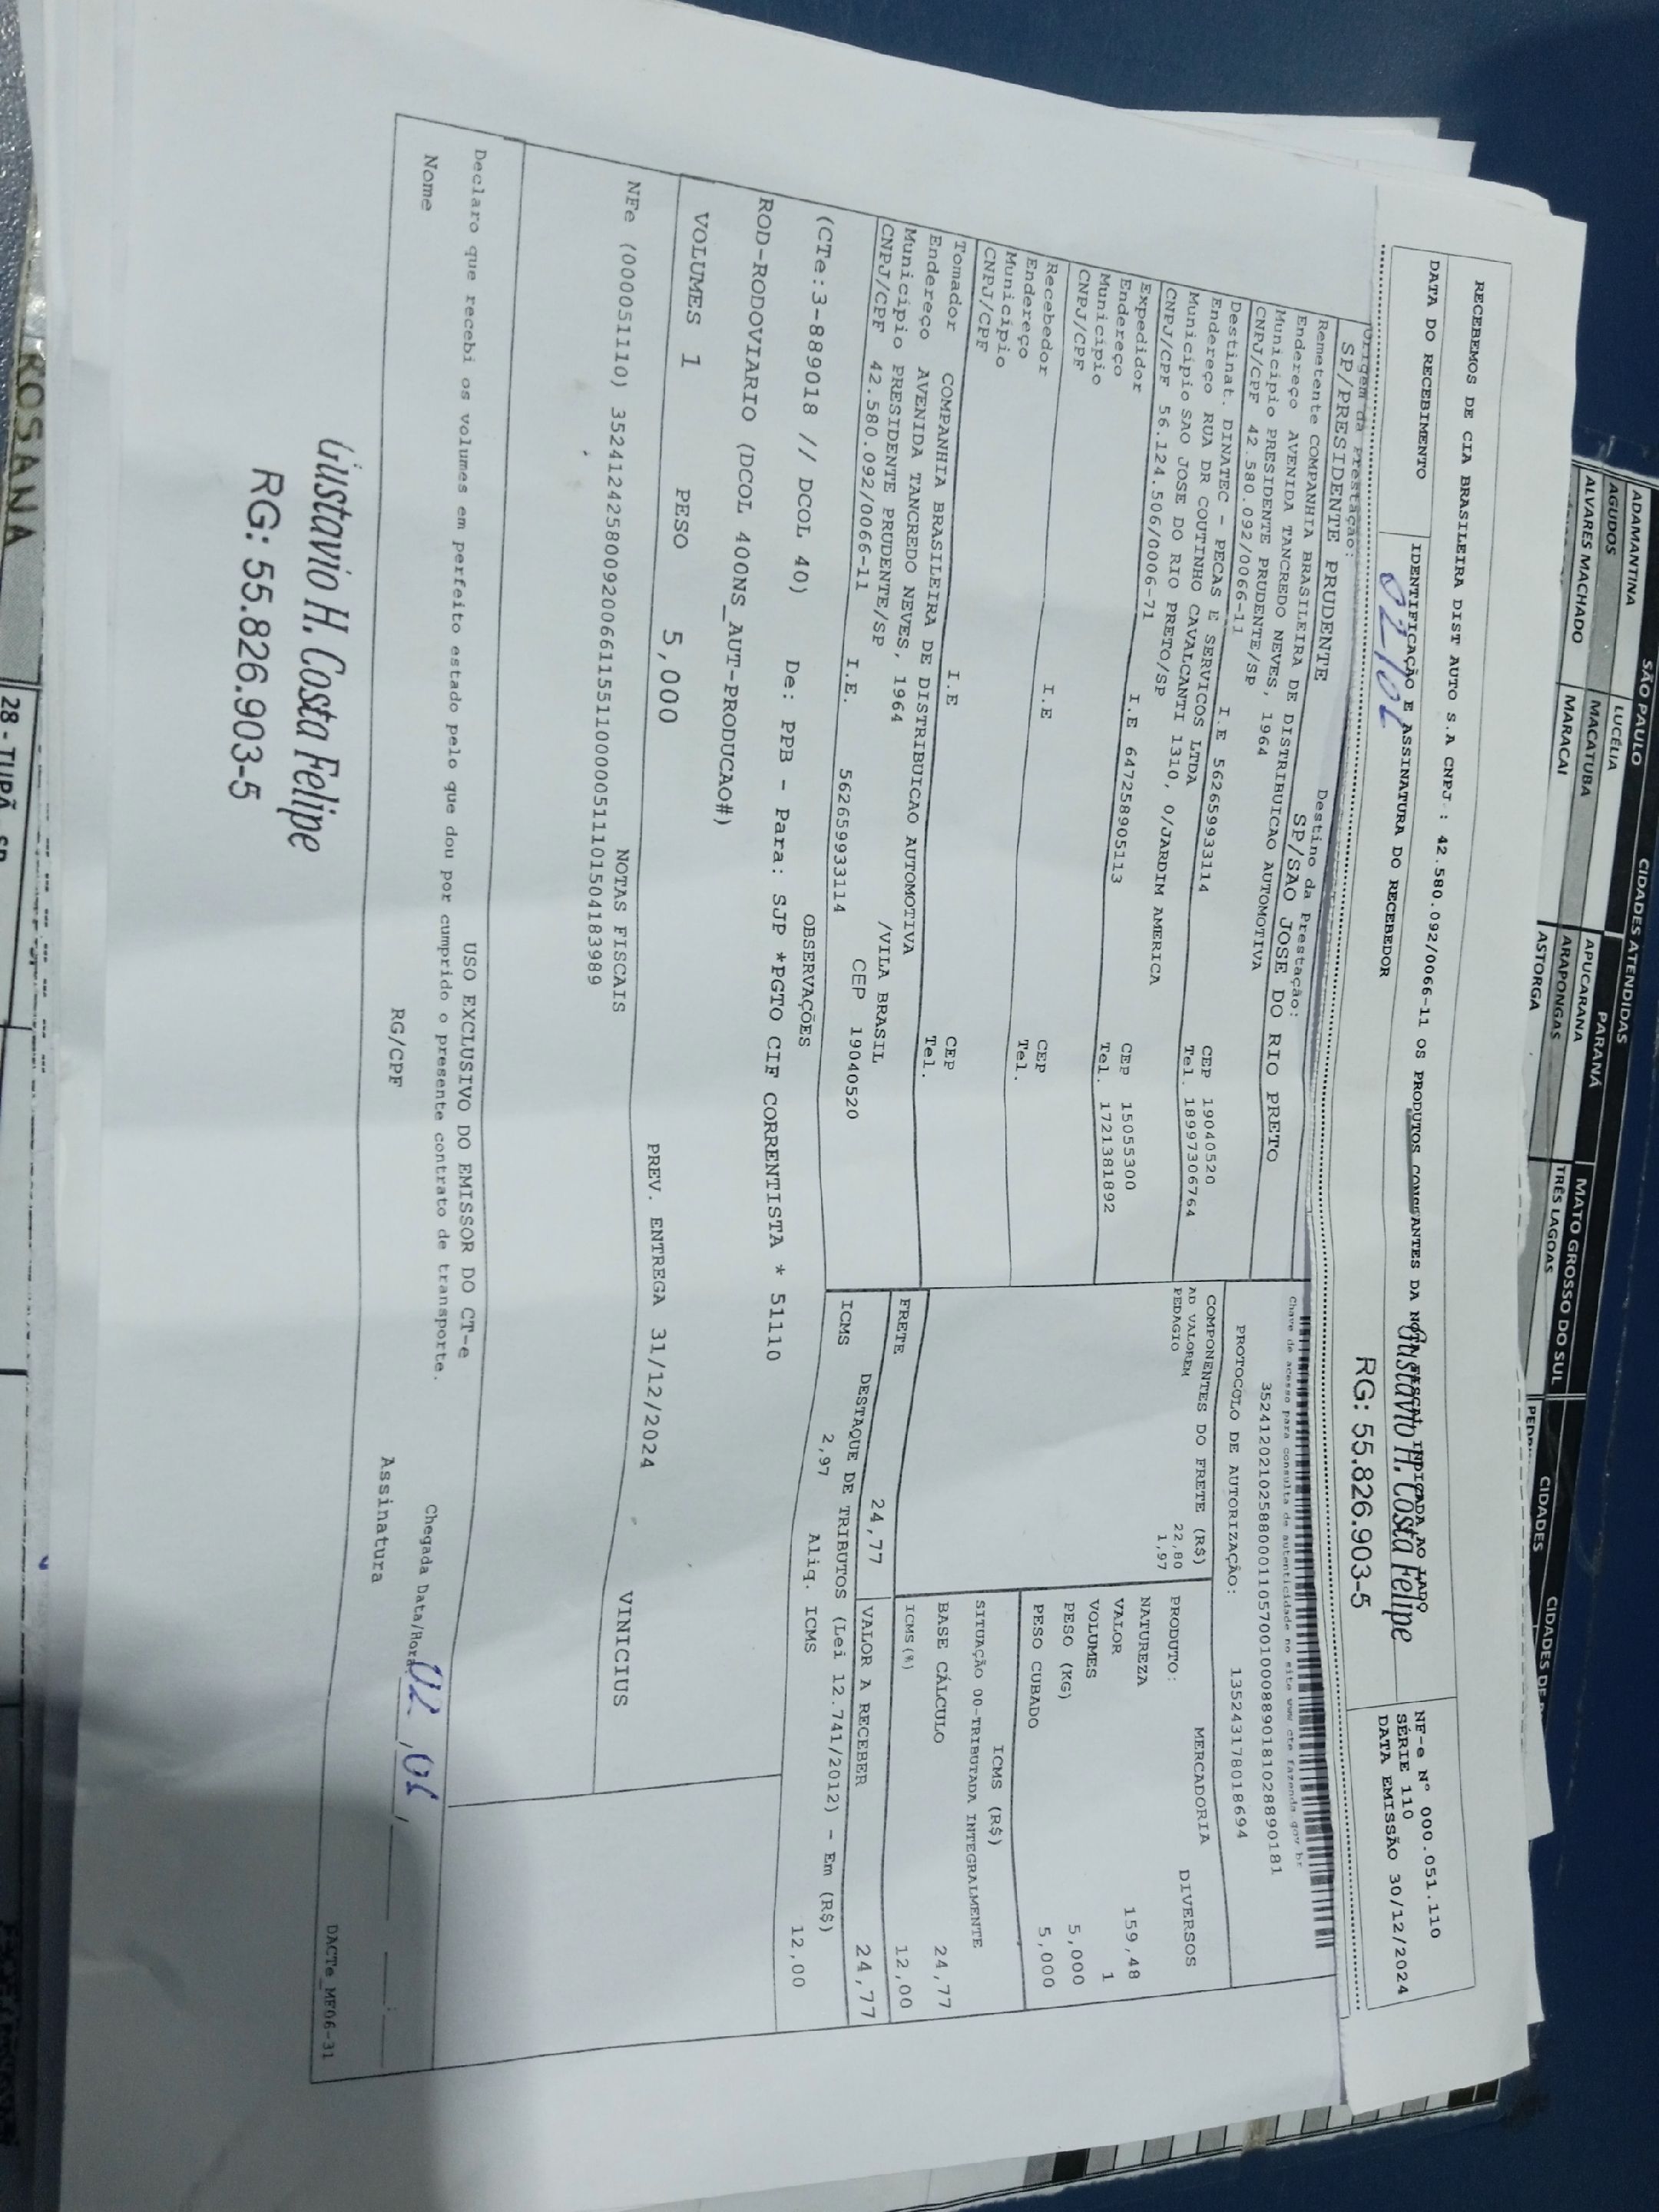 SÃO PAULO
CIDADES ATENDIDAS
PARANÁ
MATO GROSSO DO SUL
CIDADES
CIDADES DE
ADAMANTINA
LUCÉLIA
APUCARANA
TRÊS LAGOAS
AGUDOS
MACATUBA
ARAPONGAS
ALVARES MACHADO
MARACAI
ASTORGA
RECEBEMOS DE CIA BRASILEIRA DIST AUTO S.A CNPJ.: 42.580.092/0066-11 OS PRODUTOS CONSTANTES DA NOTA FISCAL INDICADA AO LADO
NF-e Nº 000.051.110
SÉRIE 110
DATA EMISSÃO 30/12/2024
DATA DO RECEBIMENTO
IDENTIFICAÇÃO E ASSINATURA DO RECEBEDOR
02/01
Gustavio H. Costa Felipe
RG: 55.826.903-5
Origem da Prestação:
SP/PRESIDENTE PRUDENTE
Destino da Prestação:
SP/SAO JOSE DO RIO PRETO
Remetente COMPANHIA BRASILEIRA DE DISTRIBUICAO AUTOMOTIVA
Endereço AVENIDA TANCREDO NEVES, 1964
Município PRESIDENTE PRUDENTE/SP CEP 19040520
CNPJ/CPF 42.580.092/0066-11 I.E 562659933114 Tel. 18997306764
Destinat. DINATEC - PECAS E SERVICOS LTDA
Endereço RUA DR COUTINHO CAVALCANTI 1310, 0/JARDIM AMERICA
Município SAO JOSE DO RIO PRETO/SP CEP 15055300
CNPJ/CPF 56.124.506/0006-71 I.E 647258905113 Tel. 1721381892
Expedidor
Endereço
Município CEP
CNPJ/CPF I.E Tel.
Recebedor
Endereço
Município CEP
CNPJ/CPF I.E Tel.
Tomador COMPANHIA BRASILEIRA DE DISTRIBUICAO AUTOMOTIVA
Endereço AVENIDA TANCREDO NEVES, 1964 /VILA BRASIL
Município PRESIDENTE PRUDENTE/SP CEP 19040520
CNPJ/CPF 42.580.092/0066-11 I.E. 562659933114
Chave de acesso para consulta de autenticidade no site www cte fazenda gov br
PROTOCOLO DE AUTORIZAÇÃO: 135243178018694
COMPONENTES DO FRETE (R$)
AD VALOREM 22,80
PEDAGIO 1,97
PRODUTO: MERCADORIA
NATUREZA DIVERSOS
VALOR 159,48
VOLUMES 1
PESO (KG) 5,000
PESO CUBADO 5,000
ICMS (R$)
SITUAÇÃO 00-TRIBUTADA INTEGRALMENTE
BASE CÁLCULO 24,77
ICMS(%) 12,00
FRETE 24,77
VALOR A RECEBER 24,77
DESTAQUE DE TRIBUTOS (Lei 12.741/2012) - Em (R$)
ICMS 2,97 Aliq. ICMS 12,00
OBSERVAÇÕES
(CTe:3-889018 // DCOL 40) De: PPB - Para: SJP *PGTO CIF CORRENTISTA * 51110
ROD-RODOVIARIO (DCOL 400NS_AUT-PRODUCAO#)
VOLUMES 1 PESO 5,000 PREV. ENTREGA 31/12/2024 VINICIUS
NOTAS FISCAIS
NFe (000051110)
USO EXCLUSIVO DO EMISSOR DO CT-e
Declaro que recebi os volumes em perfeito estado pelo que dou por cumprido o presente contrato de transporte.
Chegada Data/Hora 02/01/
Nome RG/CPF Assinatura
DACTe_MF06-31
Gustavio H. Costa Felipe
RG: 55.826.903-5
ROSANA
28 - TUPÃ